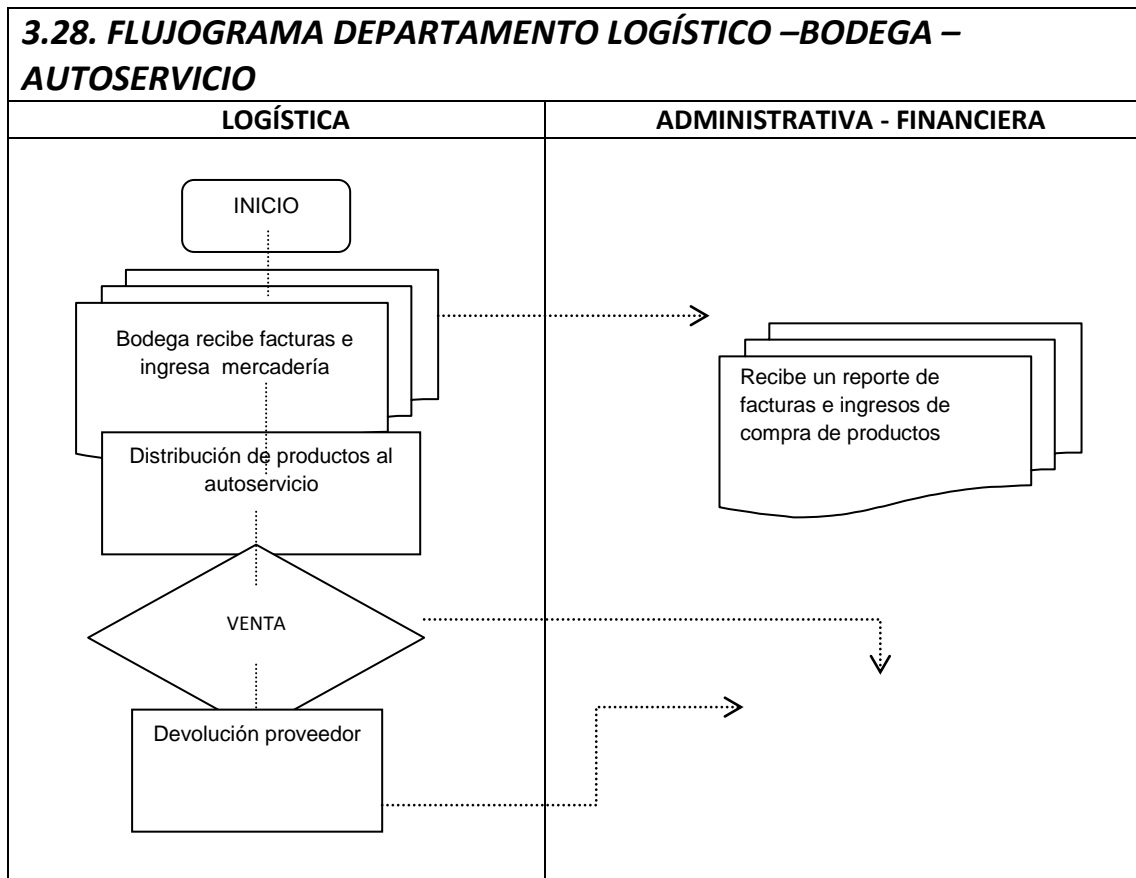 3.28. FLUJOGRAMA DEPARTAMENTO LOGÍSTICO –BODEGA –
AUTOSERVICIO
LOGÍSTICA
ADMINISTRATIVA - FINANCIERA
INICIO
Bodega recibe facturas e
ingresa mercadería
Recibe un reporte de
facturas e ingresos de
compra de productos
Distribución de productos al
autoservicio
VENTA
Devolución proveedor